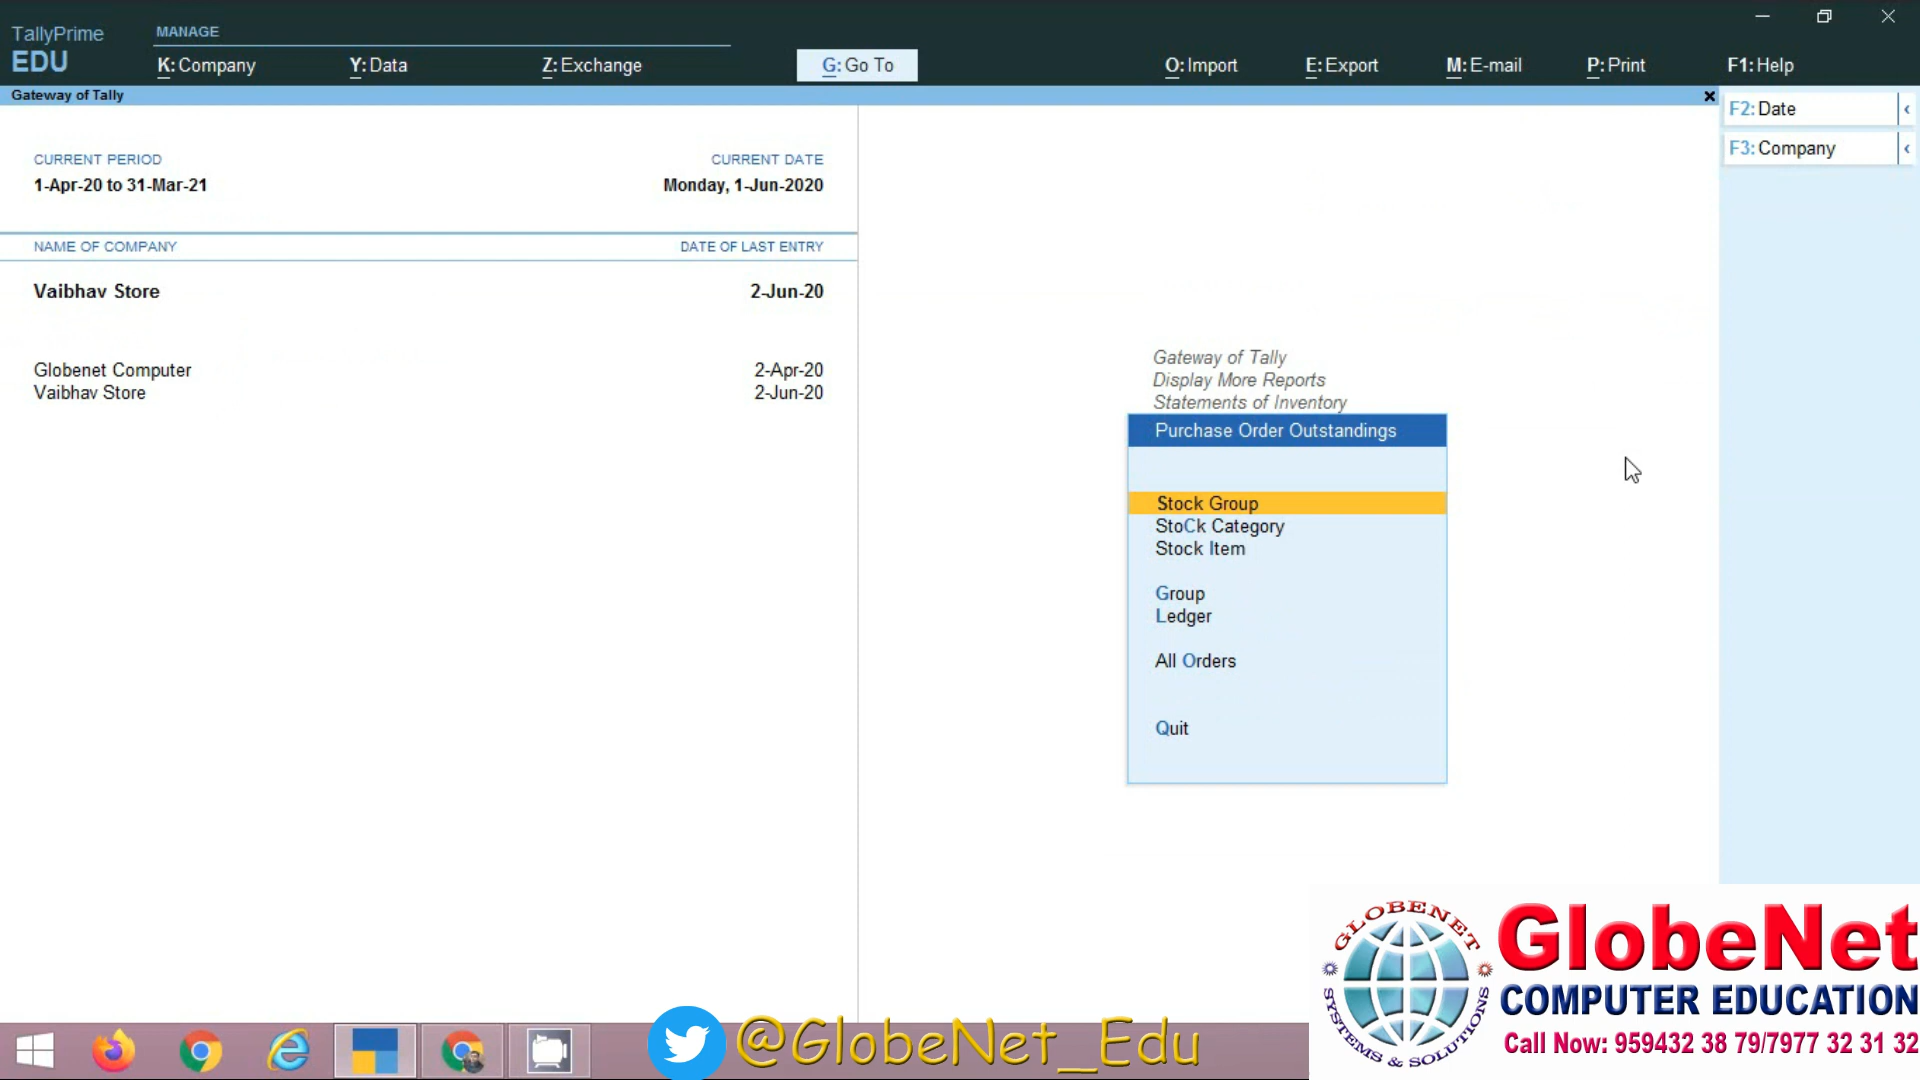 TallyPrime
EDU
MANAGE
K: Company
Y: Data
Z: Exchange
G: Go To
O: Import
E: Export
M: E-mail
P: Print
F1: Help
Gateway of Tally
F2: Date
F3: Company
CURRENT PERIOD
CURRENT DATE
1-Apr-20 to 31-Mar-21
Monday, 1-Jun-2020
NAME OF COMPANY
DATE OF LAST ENTRY
Vaibhav Store
2-Jun-20
Globenet Computer
2-Apr-20
Vaibhav Store
2-Jun-20
Gateway of Tally
Display More Reports
Statements of Inventory
Purchase Order Outstandings
Stock Group
StoCk Category
Stock Item
Group
Ledger
All Orders
Quit
@GlobeNet_Edu
GLOBENET
SYSTEMS & SOLUTIONS
GlobeNet
COMPUTER EDUCATION
Call Now: 959432 38 79/7977 32 31 32